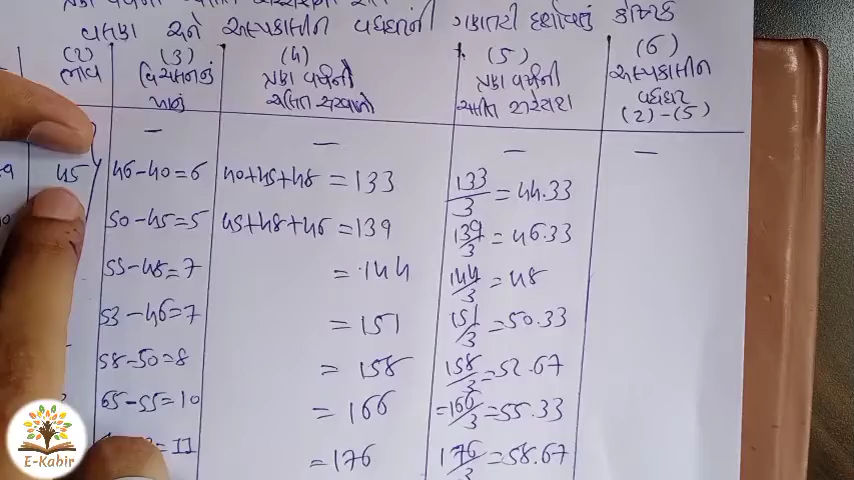 વલણ અને અલ્પકાલીન વધઘટની ગણતરી દર્શાવતું કોષ્ટક
(2) (3) (4) (5) (6)
ભાવ વિચલનનું ત્રણ વર્ષની ત્રણ વર્ષની અલ્પકાલીન
ચલિત સરવાળો ચલિત સરેરાશ વધઘટ
(2)-(5)
— — — —
45 46-40=6 40+45+48 =133 133/3 =44.33
50-45=5 45+48+46 =139 139/3 =46.33
55-48=7 =144 144/3 =48
53-46=7 =151 151/3 =50.33
58-50=8 =158 158/3 =52.67
65-55=10 =166 =166/3 =55.33
=11 =176 176/3 =58.67
E-Kabir